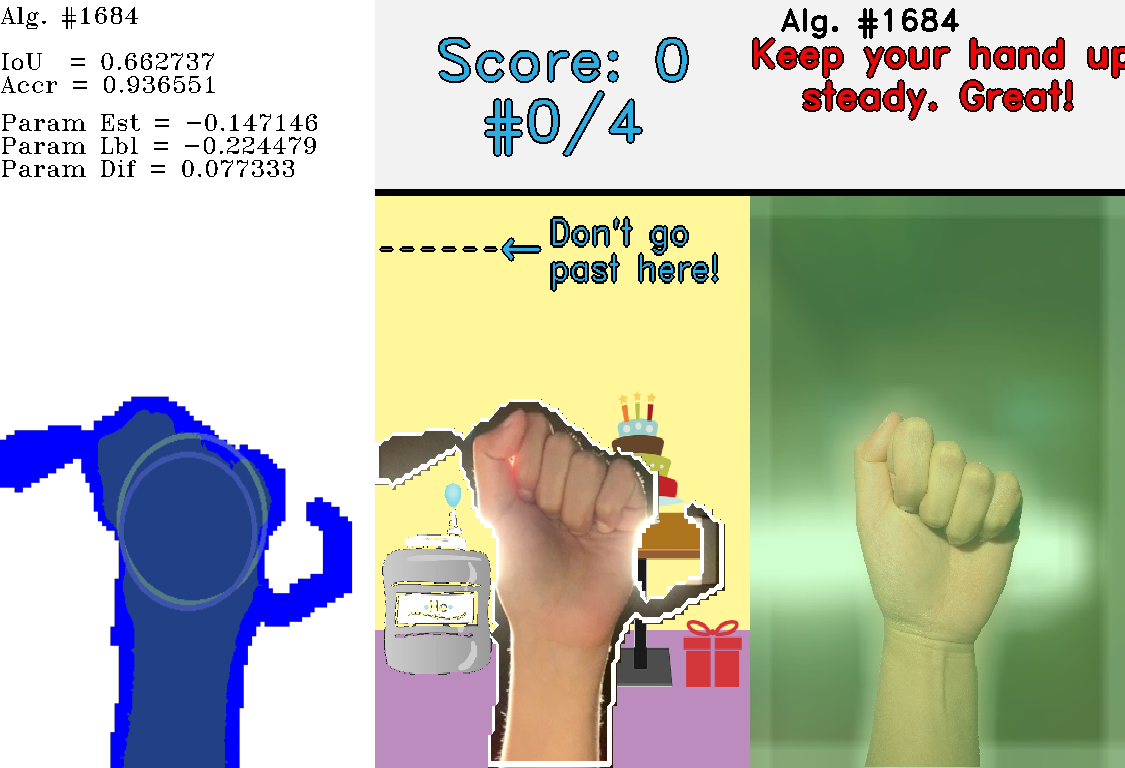 Alg. #1684
IoU = 0.662737
Accr = 0.936551
Param Est = −0.147146
Param Lbl = −0.224479
Param Dif = 0.077333
Score: 0
#0/4
Don't go
past here!
Alg. #1684
Keep your hand up
steady. Great!